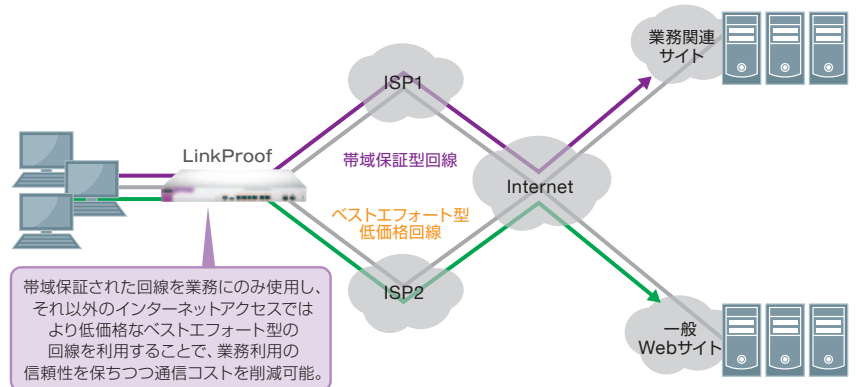 業務関連
サイト
ISP1
LinkProof
帯域保証型回線
Internet
ベストエフォート型
低価格回線
ISP2
帯域保証された回線を業務にのみ使用し、
それ以外のインターネットアクセスでは
より低価格なベストエフォート型の
回線を利用することで、業務利用の
信頼性を保ちつつ通信コストを削減可能。
一般
Webサイト